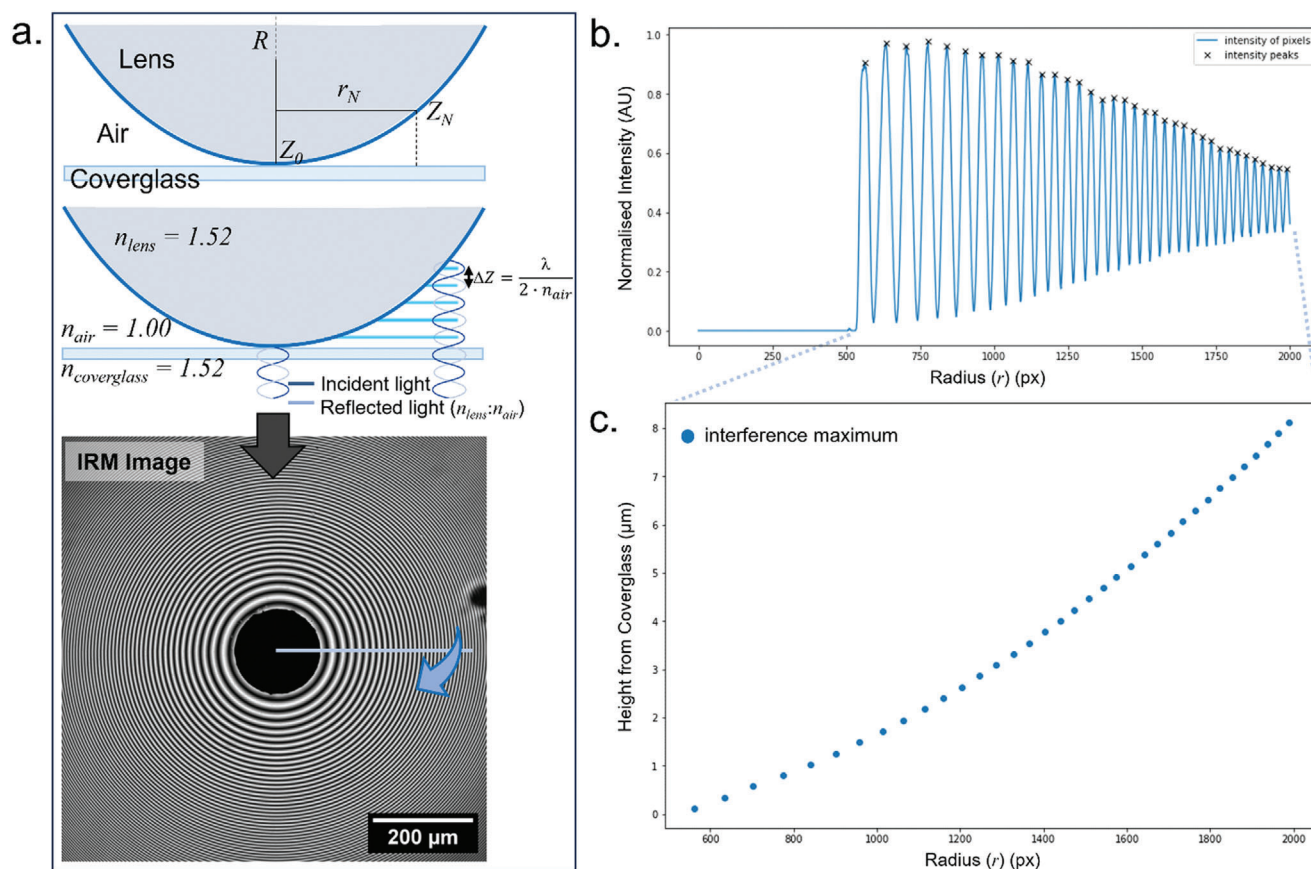 a.
R
Lens
r_N
Z_N
Air
Z_0
Coverglass
n_lens = 1.52
ΔZ = λ / 2 · n_air
n_air = 1.00
n_coverglass = 1.52
Incident light
Reflected light (n_lens:n_air)
IRM Image
200 µm
b.
1.0
0.8
0.6
0.4
0.2
0.0
Normalised Intensity (AU)
intensity of pixels
intensity peaks
0
250
500
750
1000
1250
1500
1750
2000
Radius (r) (px)
c.
interference maximum
8
7
6
5
4
3
2
1
0
Height from Coverglass (µm)
600
800
1000
1200
1400
1600
1800
2000
Radius (r) (px)